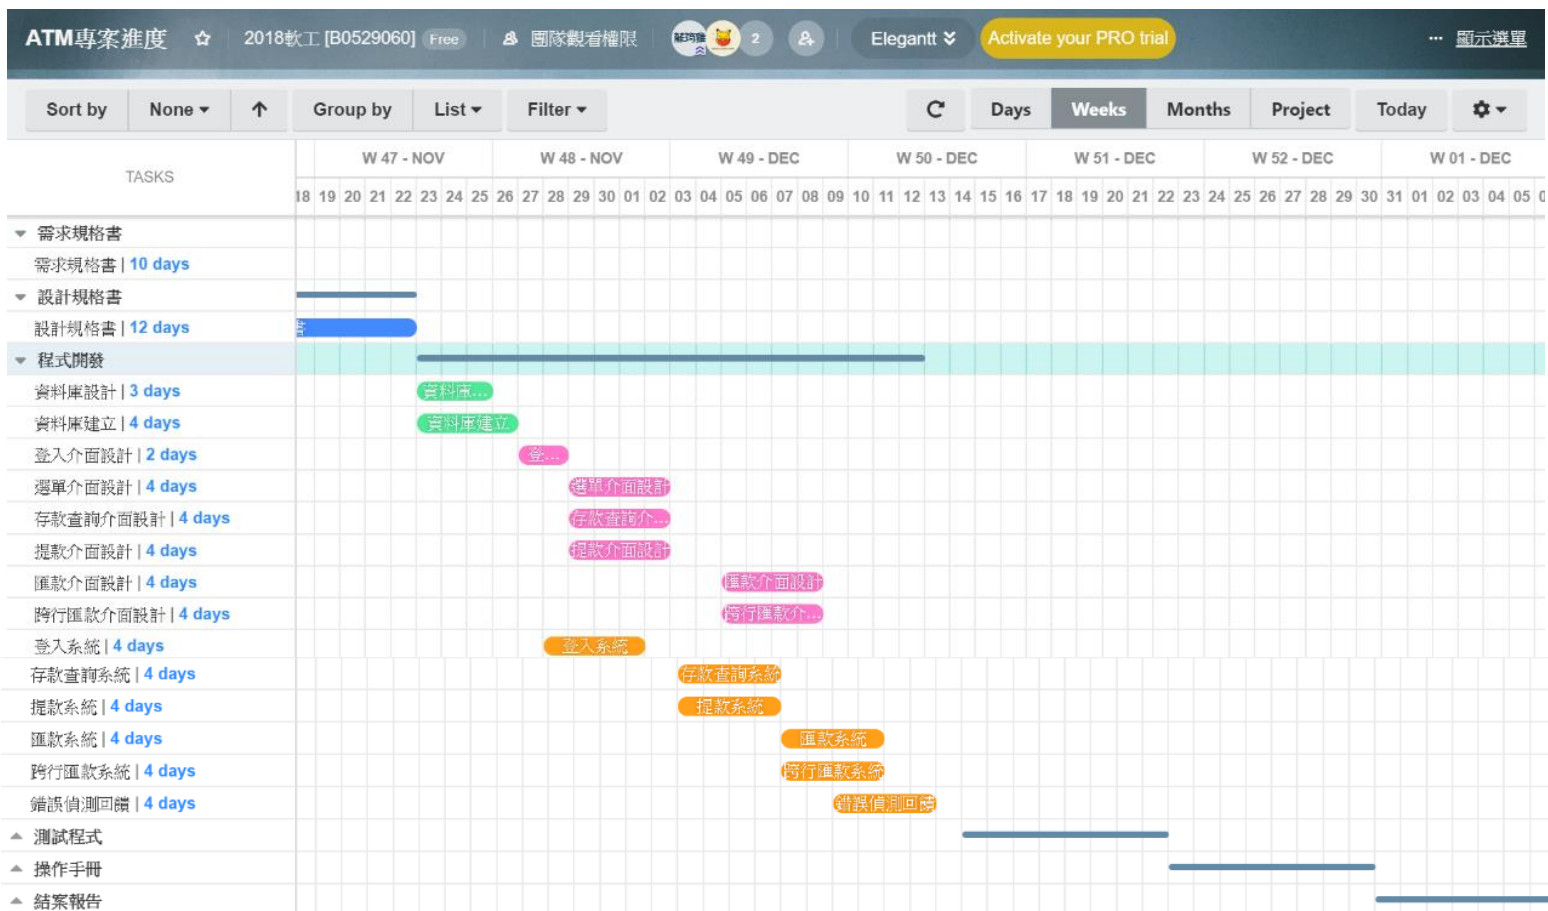 ATM專案進度 2018軟工 [B0529060] Free 團隊觀看權限 2 Elegantt Activate your PRO trial ... 顯示選單
Sort by None Group by List Filter Days Weeks Months Project Today
TASKS
W 47 - NOV W 48 - NOV W 49 - DEC W 50 - DEC W 51 - DEC W 52 - DEC W 01 - DEC
18 19 20 21 22 23 24 25 26 27 28 29 30 01 02 03 04 05 06 07 08 09 10 11 12 13 14 15 16 17 18 19 20 21 22 23 24 25 26 27 28 29 30 31 01 02 03 04 05
需求規格書
需求規格書 | 10 days
設計規格書
設計規格書 | 12 days 書
程式開發
資料庫設計 | 3 days 資料庫...
資料庫建立 | 4 days 資料庫建立
登入介面設計 | 2 days 登...
選單介面設計 | 4 days 選單介面設計
存款查詢介面設計 | 4 days 存款查詢介...
提款介面設計 | 4 days 提款介面設計
匯款介面設計 | 4 days 匯款介面設計
跨行匯款介面設計 | 4 days 跨行匯款介...
登入系統 | 4 days 登入系統
存款查詢系統 | 4 days 存款查詢系統
提款系統 | 4 days 提款系統
匯款系統 | 4 days 匯款系統
跨行匯款系統 | 4 days 跨行匯款系統
錯誤偵測回饋 | 4 days 錯誤偵測回饋
測試程式
操作手冊
結案報告